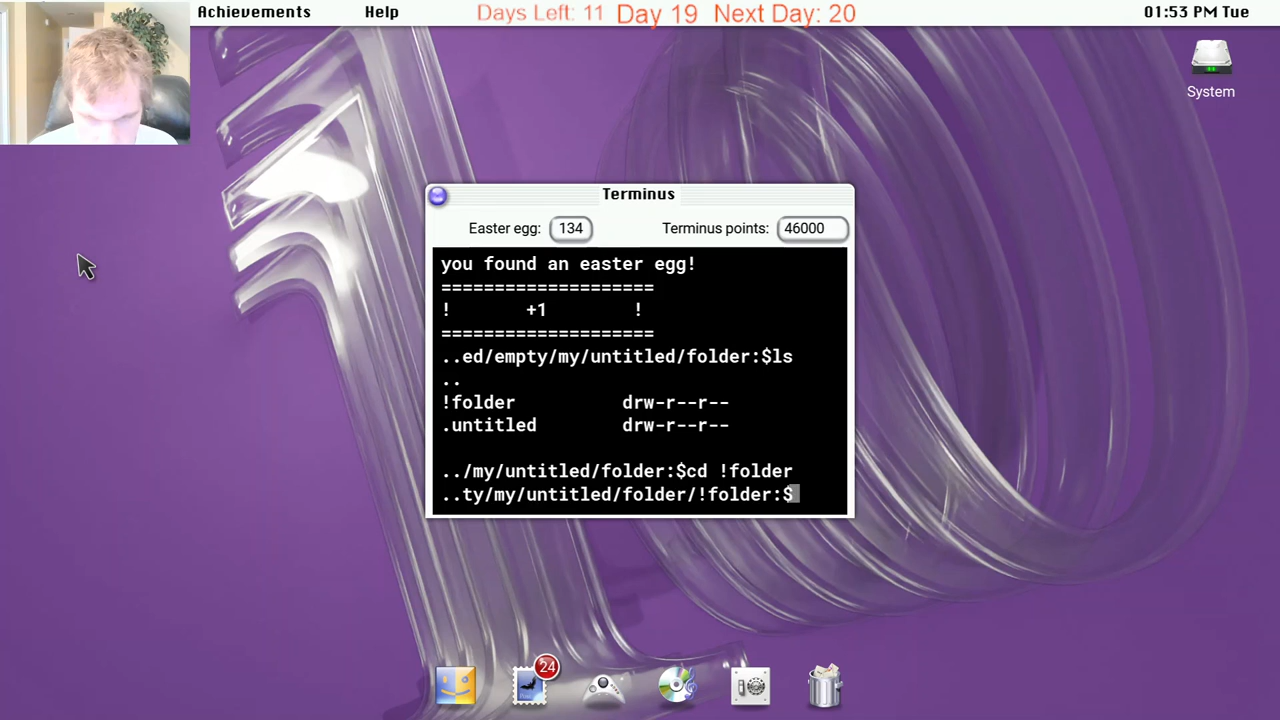 Achievements Help Days Left: 11 Day 19 Next Day: 20 01:53 PM Tue
System
Terminus
Easter egg: 134 Terminus points: 46000
you found an easter egg!
====================
! +1 !
====================
..ed/empty/my/untitled/folder:$ls
..
!folder drw-r--r--
.untitled drw-r--r--
../my/untitled/folder:$cd !folder
..ty/my/untitled/folder/!folder:$
24